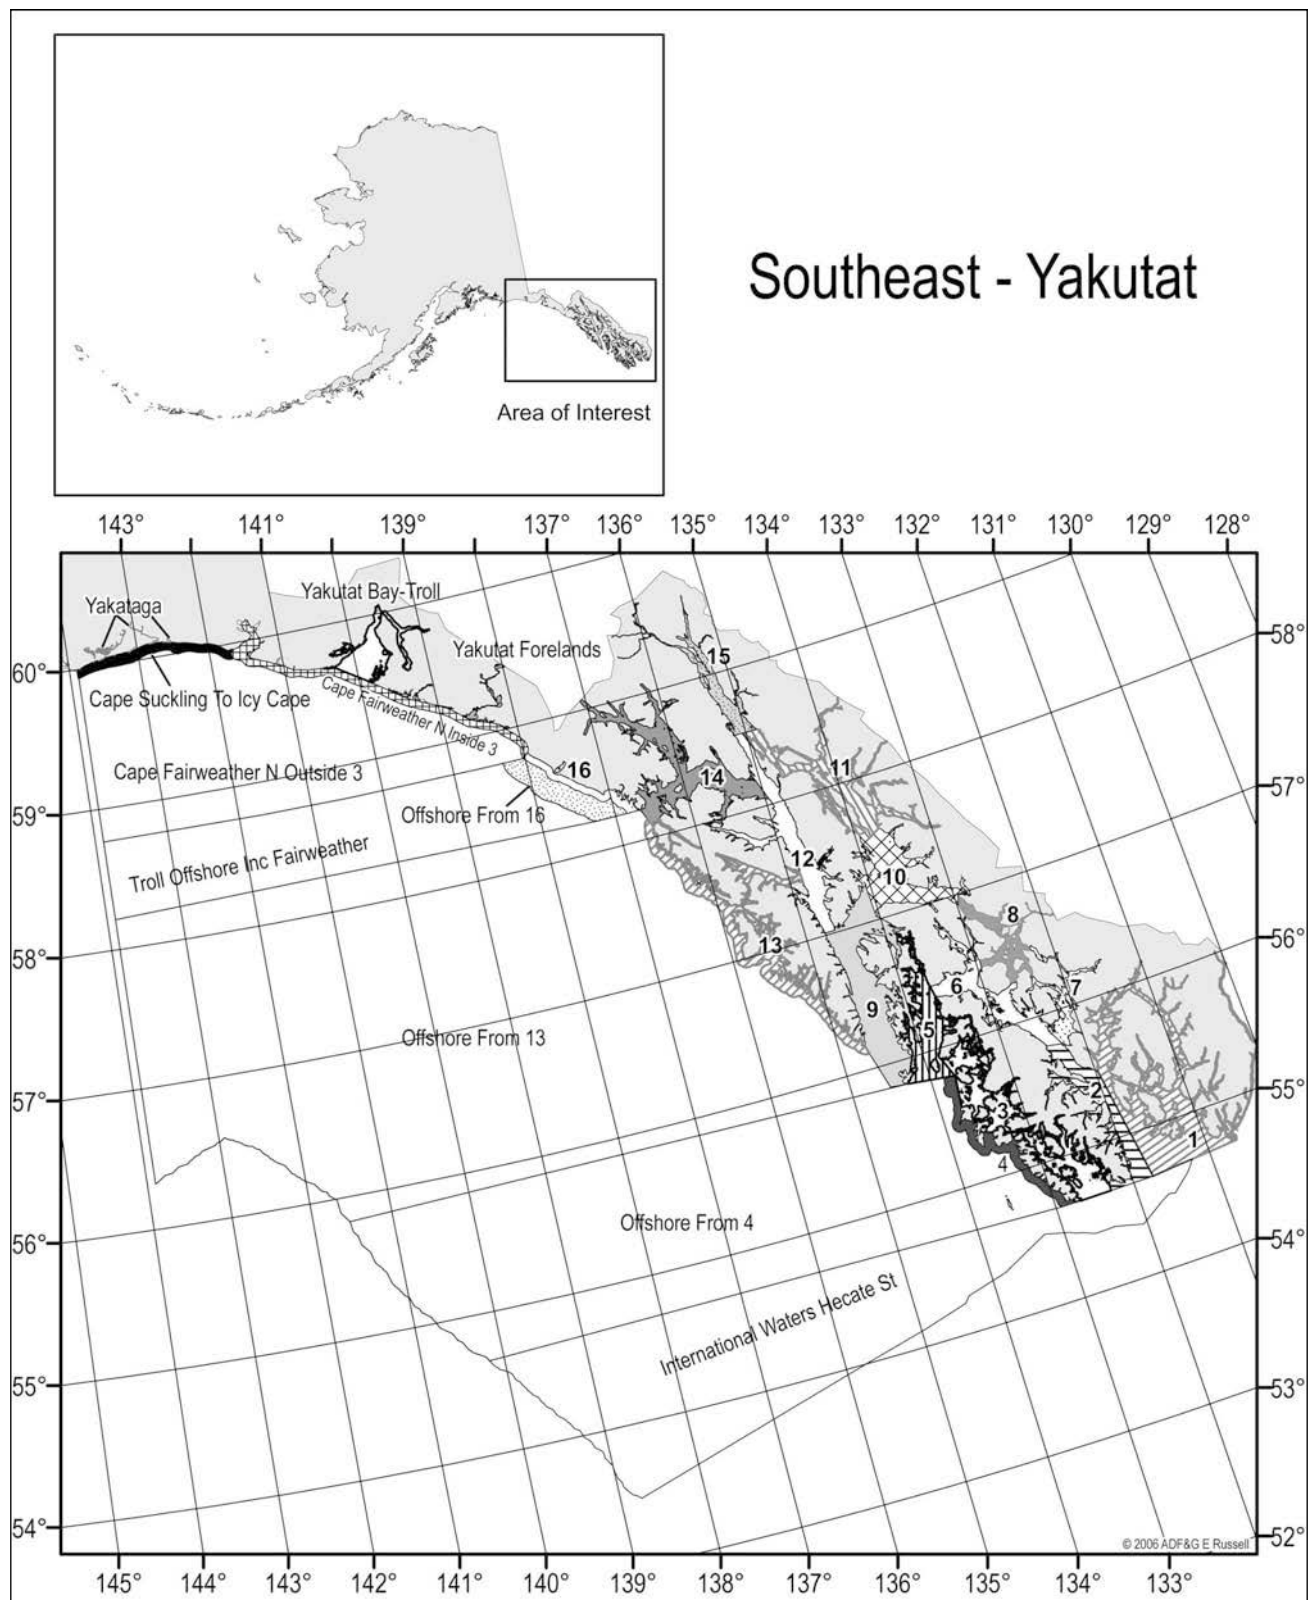 Area of Interest
Southeast - Yakutat
143° 141° 139° 137° 136° 135° 134° 133° 132° 131° 130° 129° 128°
Yakutat Bay-Troll
Yakataga
58°
Yakutat Forelands
15
60°
Cape Suckling To Icy Cape
Cape Fairweather N Inside 3
16
11
14
Cape Fairweather N Outside 3
57°
59°
Offshore From 16
Troll Offshore Inc Fairweather
12
10
8
56°
13
58°
6
7
9
5
Offshore From 13
55°
2
57°
3
1
4
Offshore From 4
54°
56°
International Waters Hecate St
55°
53°
54°
52°
© 2006 ADF&G E Russell
145° 144° 143° 142° 141° 140° 139° 138° 137° 136° 135° 134° 133°